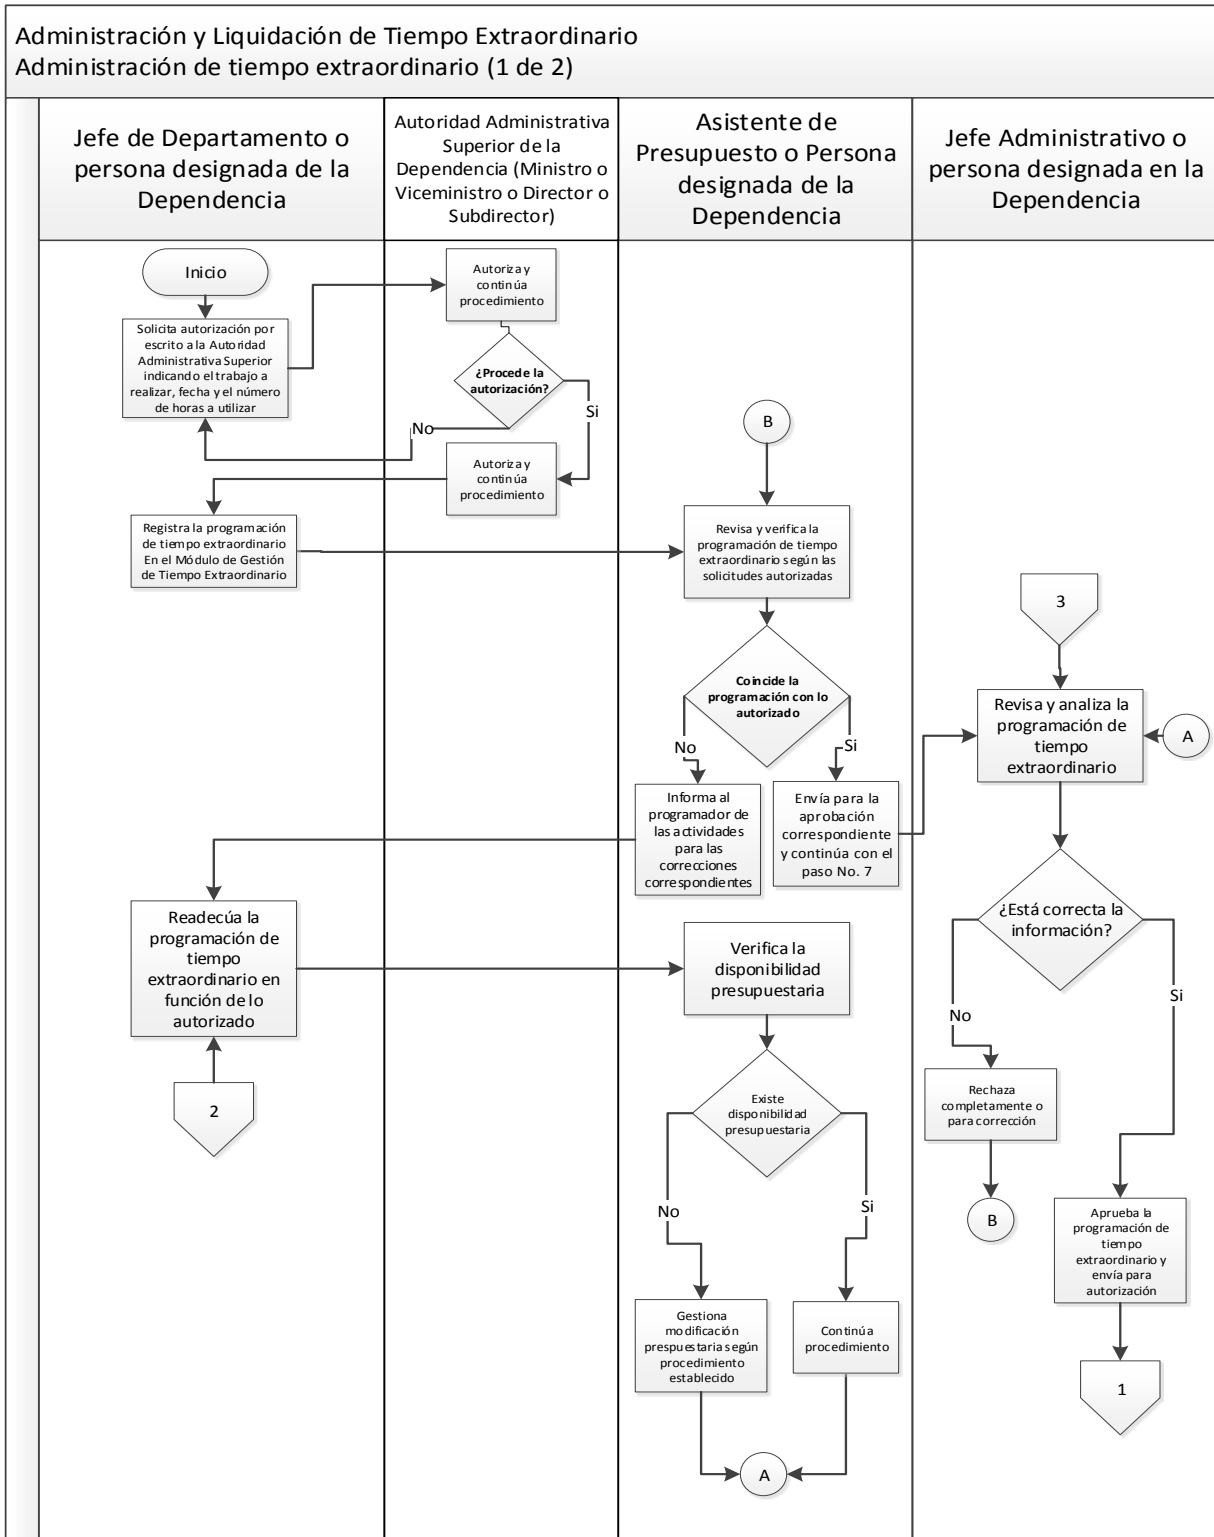 Administración y Liquidación de Tiempo Extraordinario
Administración de tiempo extraordinario (1 de 2)
Jefe de Departamento o
persona designada de la
Dependencia
Autoridad Administrativa
Superior de la
Dependencia (Ministro o
Viceministro o Director o
Subdirector)
Asistente de
Presupuesto o Persona
designada de la
Dependencia
Jefe Administrativo o
persona designada en la
Dependencia
Inicio
Solicita autorización por
escrito a la Autoridad
Administrativa Superior
indicando el trabajo a
realizar, fecha y el número
de horas a utilizar
Autoriza y
continúa
procedimiento
¿Procede la
autorización?
Si
No
Autoriza y
continúa
procedimiento
Registra la programación
de tiempo extraordinario
En el Módulo de Gestión
de Tiempo Extraordinario
B
Revisa y verifica la
programación de tiempo
extraordinario según las
solicitudes autorizadas
Coincide la
programación con lo
autorizado
No
Si
Informa al
programador de
las actividades
para las
correcciones
correspondientes
Envía para la
aprobación
correspondiente
y continúa con el
paso No. 7
3
Revisa y analiza la
programación de
tiempo
extraordinario
A
¿Está correcta la
información?
No
Si
Rechaza
completamente o
para corrección
B
Aprueba la
programación de
tiempo
extraordinario y
envía para
autorización
1
Readecúa la
programación de
tiempo
extraordinario en
función de lo
autorizado
2
Verifica la
disponibilidad
presupuestaria
Existe
disponibilidad
presupuestaria
No
Si
Gestiona
modificación
prespuestaria según
procedimiento
establecido
Continúa
procedimiento
A